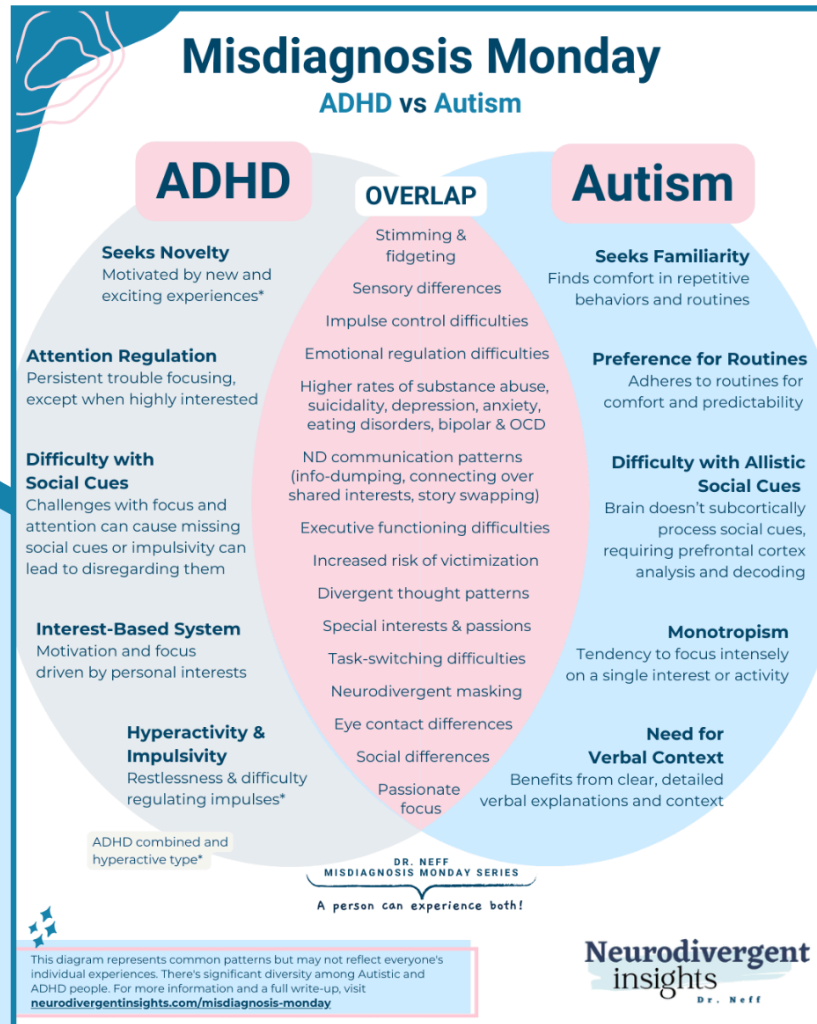 Misdiagnosis Monday
ADHD vs Autism
ADHD
Seeks Novelty
Motivated by new and
exciting experiences*
Attention Regulation
Persistent trouble focusing,
except when highly interested
Difficulty with
Social Cues
Challenges with focus and
attention can cause missing
social cues or impulsivity can
lead to disregarding them
Interest-Based System
Motivation and focus
driven by personal interests
Hyperactivity &
Impulsivity
Restlessness & difficulty
regulating impulses*
ADHD combined and
hyperactive type*
OVERLAP
Stimming &
fidgeting
Sensory differences
Impulse control difficulties
Emotional regulation difficulties
Higher rates of substance abuse,
suicidality, depression, anxiety,
eating disorders, bipolar & OCD
ND communication patterns
(info-dumping, connecting over
shared interests, story swapping)
Executive functioning difficulties
Increased risk of victimization
Divergent thought patterns
Special interests & passions
Task-switching difficulties
Neurodivergent masking
Eye contact differences
Social differences
Passionate
focus
Autism
Seeks Familiarity
Finds comfort in repetitive
behaviors and routines
Preference for Routines
Adheres to routines for
comfort and predictability
Difficulty with Allistic
Social Cues
Brain doesn't subcortically
process social cues,
requiring prefrontal cortex
analysis and decoding
Monotropism
Tendency to focus intensely
on a single interest or activity
Need for
Verbal Context
Benefits from clear, detailed
verbal explanations and context
DR. NEFF
MISDIAGNOSIS MONDAY SERIES
A person can experience both!
This diagram represents common patterns but may not reflect everyone's
individual experiences. There's significant diversity among Autistic and
ADHD people. For more information and a full write-up, visit
neurodivergentinsights.com/misdiagnosis-monday
Neurodivergent
insights
Dr. Neff